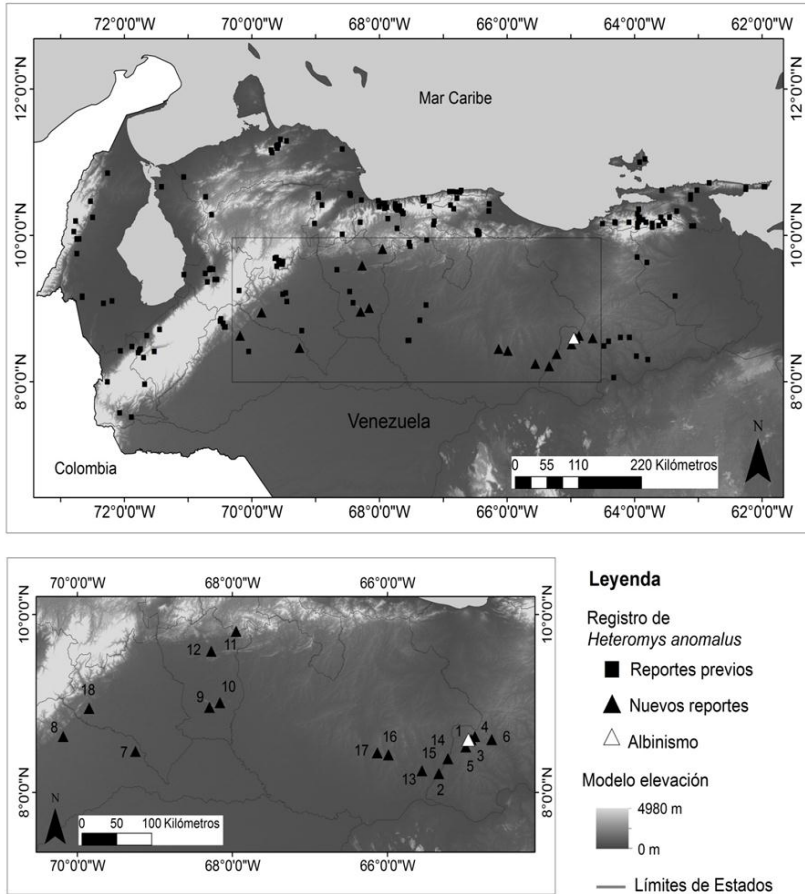 72°0'0"W 70°0'0"W 68°0'0"W 66°0'0"W 64°0'0"W 62°0'0"W
12°0'0"N
12°0'0"N
Mar Caribe
10°0'0"N
10°0'0"N
8°0'0"N
8°0'0"N
Venezuela
Colombia
N
0 55 110 220 Kilómetros
72°0'0"W 70°0'0"W 68°0'0"W 66°0'0"W 64°0'0"W 62°0'0"W
70°0'0"W 68°0'0"W 66°0'0"W
10°0'0"N
10°0'0"N
12 11
18
9 10
8
7
17 16
14 1 4
15 3 6
13 5
2
8°0'0"N
8°0'0"N
N
0 50 100 Kilómetros
70°0'0"W 68°0'0"W 66°0'0"W
Leyenda
Registro de
Heteromys anomalus
Reportes previos
Nuevos reportes
Albinismo
Modelo elevación
4980 m
0 m
Límites de Estados